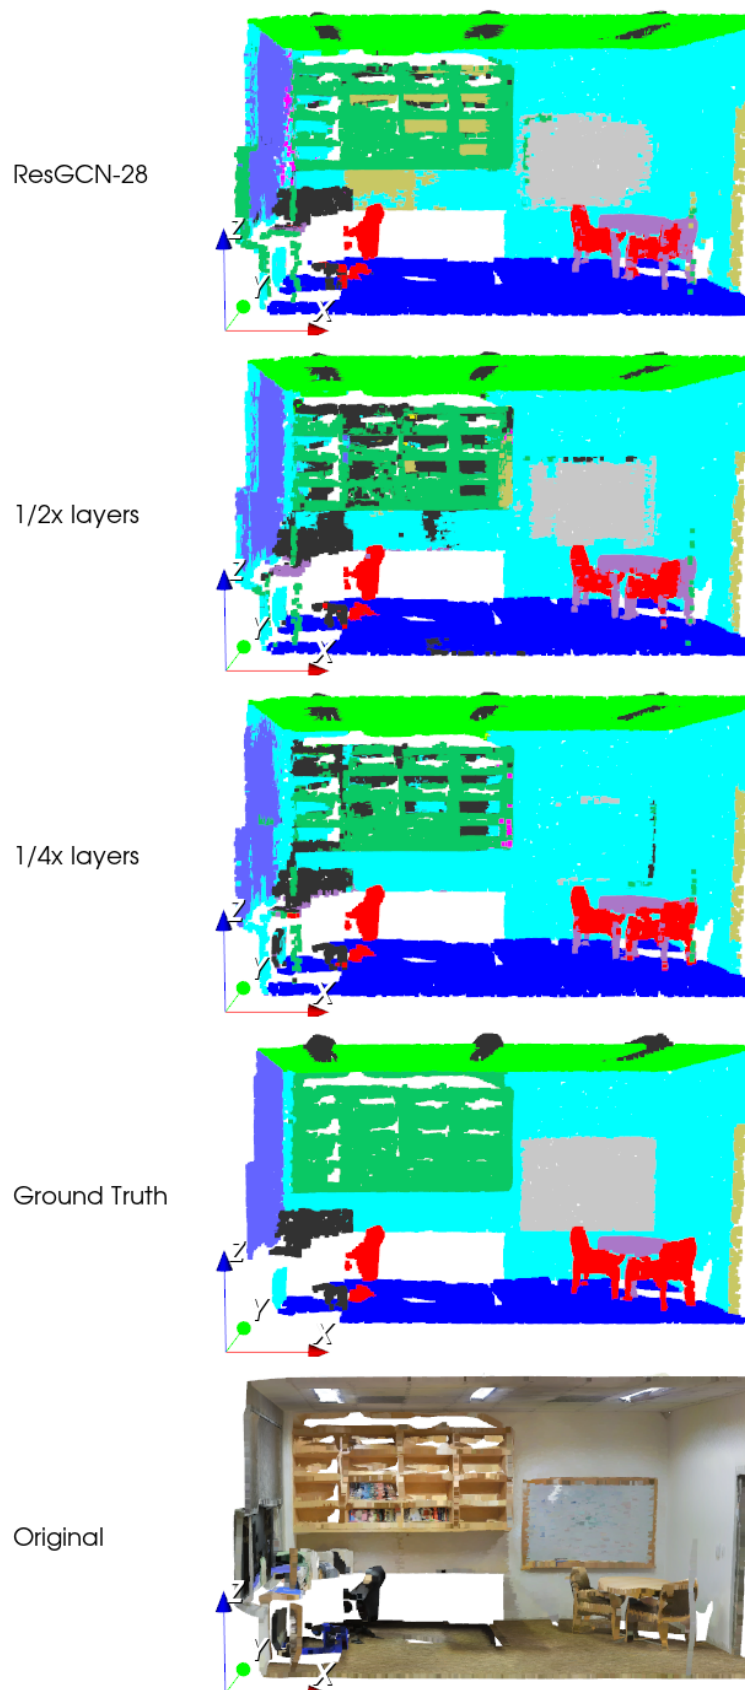 ResGCN-28
Z
Y
X
1/2x layers
Z
Y
X
1/4x layers
Z
Y
X
Ground Truth
Z
Y
X
Original
Z
Y
X